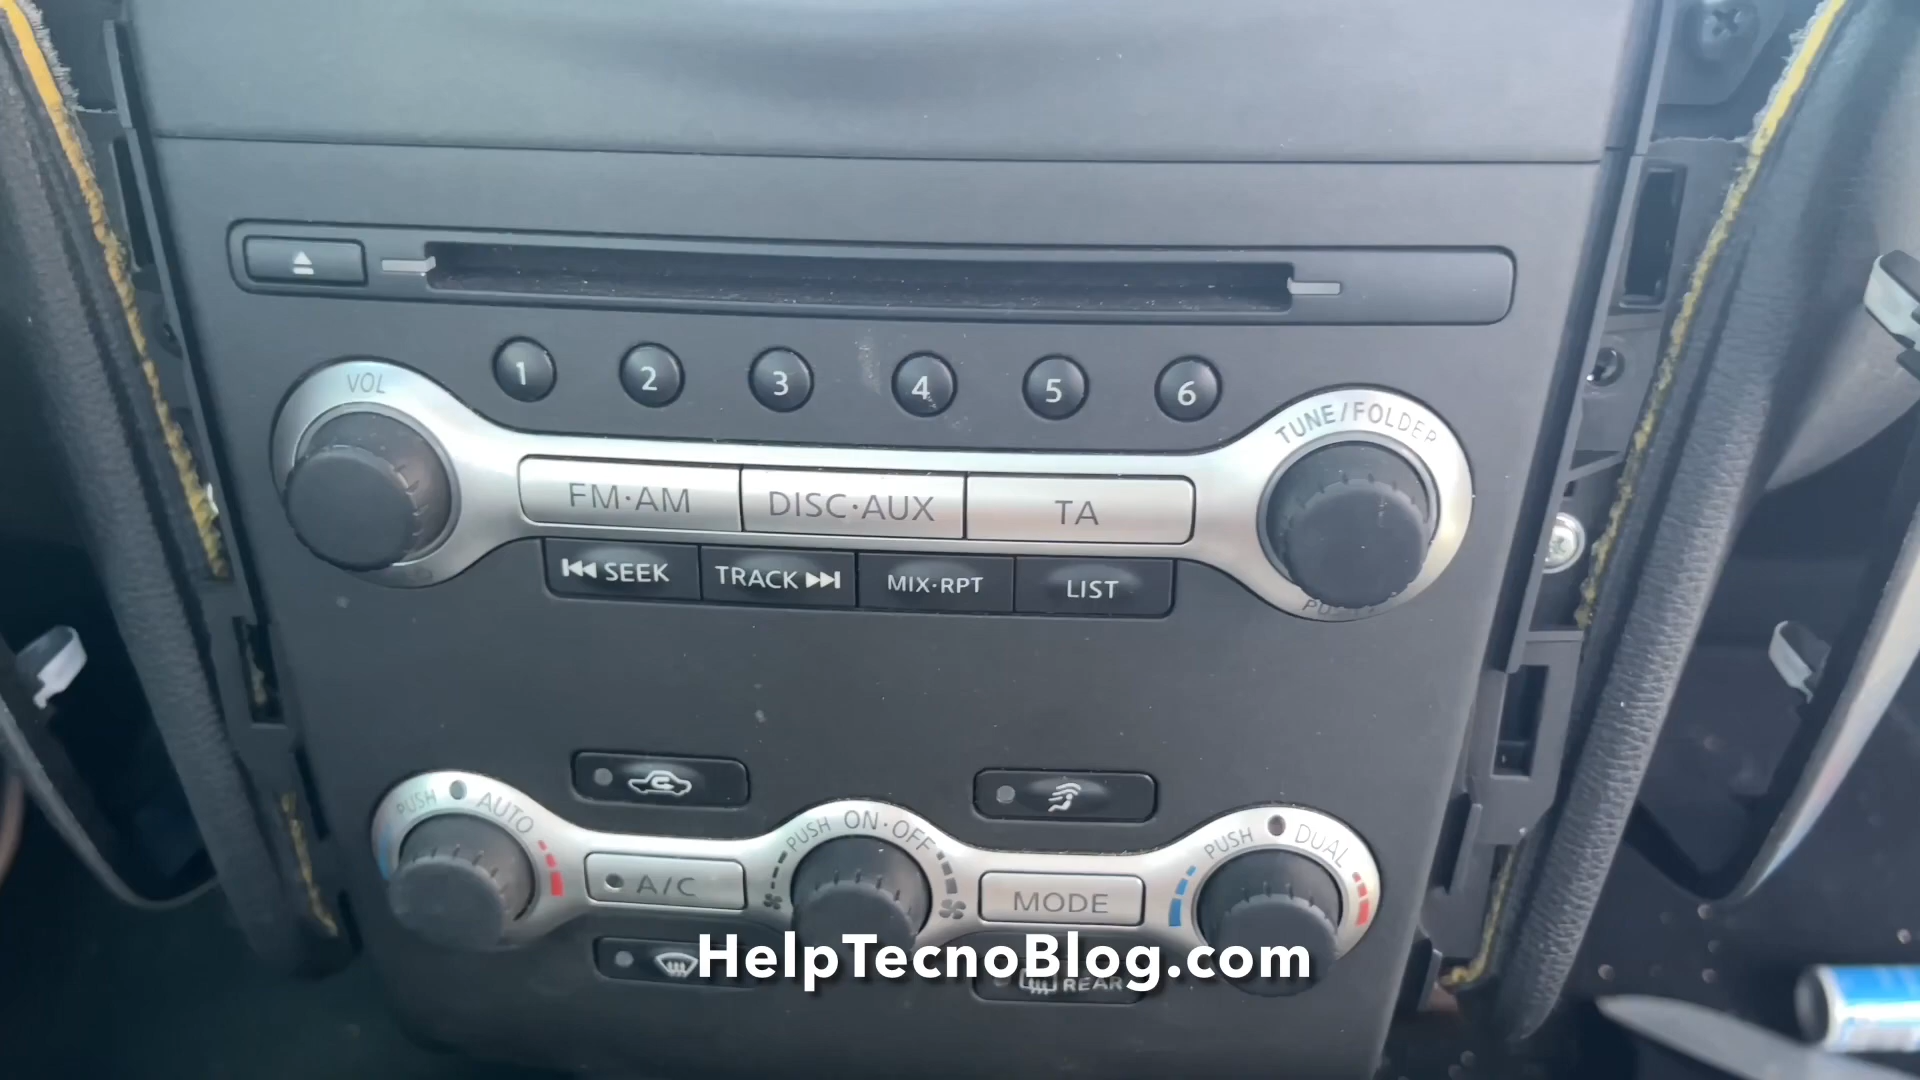 VOL
1 2 3 4 5 6
TUNE/FOLDER
FM·AM DISC·AUX TA
SEEK TRACK MIX·RPT LIST
PUSH AUTO
PUSH ON·OFF
PUSH DUAL
A/C
MODE
REAR
HelpTecnoBlog.com